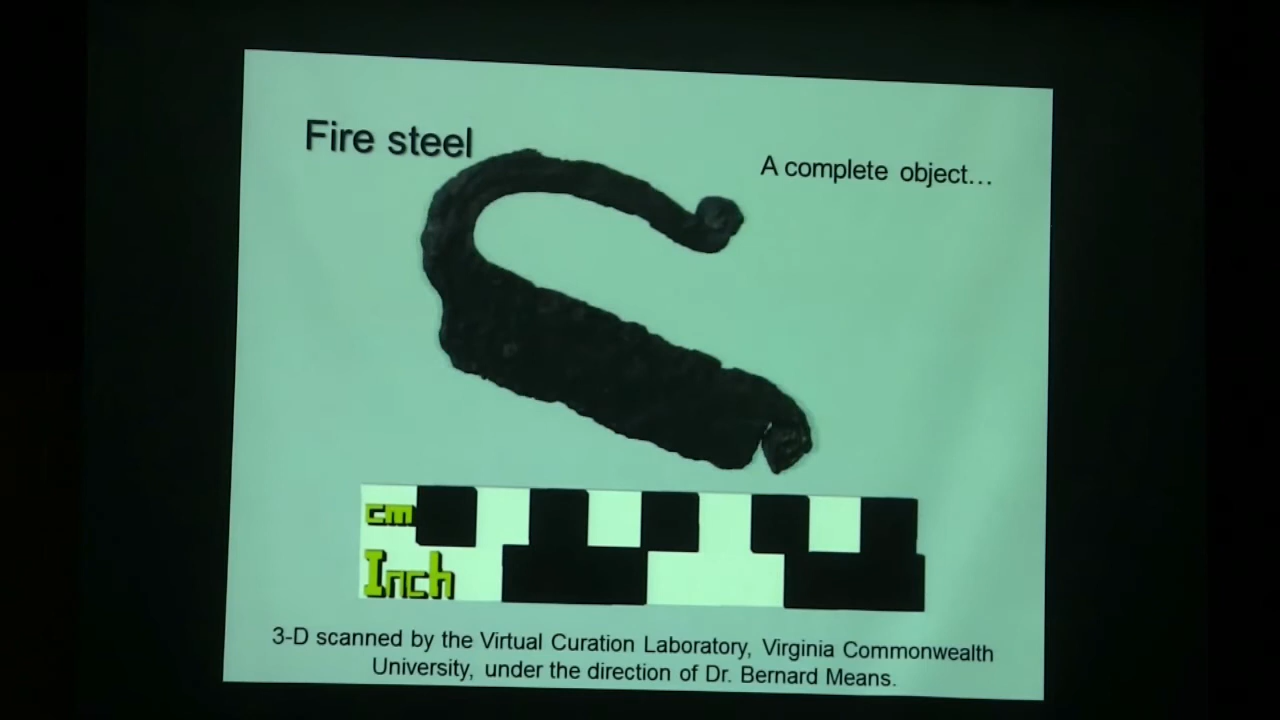 Fire steel
A complete object…
cm
Inch
3-D scanned by the Virtual Curation Laboratory, Virginia Commonwealth
University, under the direction of Dr. Bernard Means.